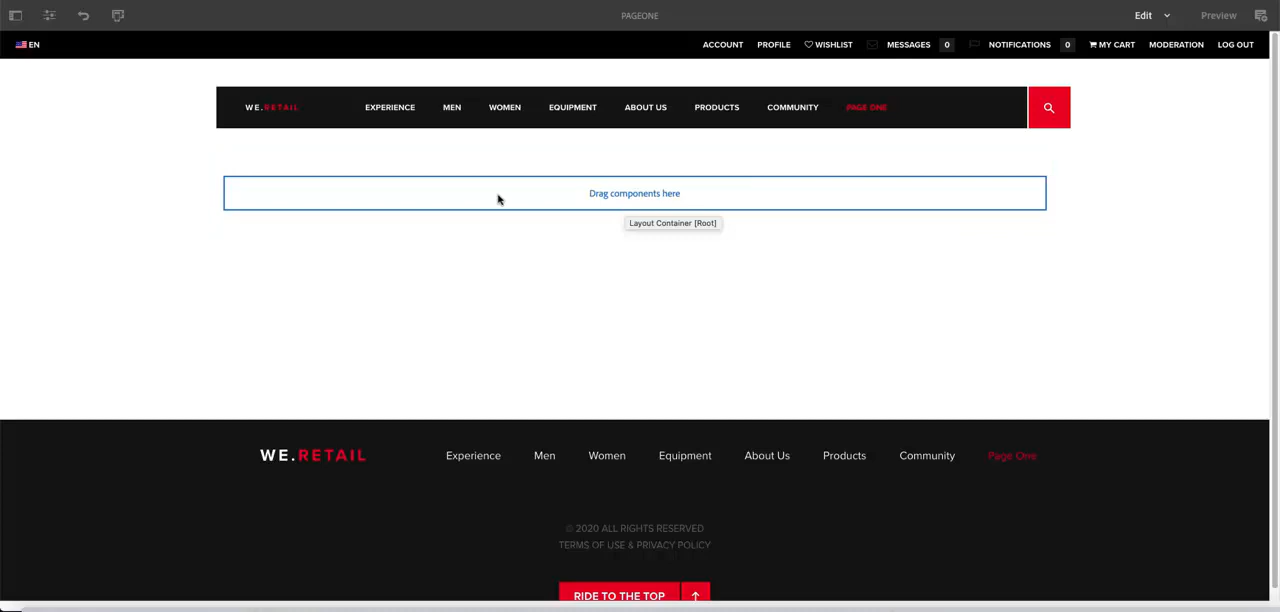 PAGEONE
Edit
Preview
EN
ACCOUNT PROFILE WISHLIST MESSAGES 0 NOTIFICATIONS 0 MY CART MODERATION LOG OUT
WE.RETAIL EXPERIENCE MEN WOMEN EQUIPMENT ABOUT US PRODUCTS COMMUNITY PAGE ONE
Drag components here
Layout Container [Root]
WE.RETAIL Experience Men Women Equipment About Us Products Community Page One
© 2020 ALL RIGHTS RESERVED
TERMS OF USE & PRIVACY POLICY
RIDE TO THE TOP